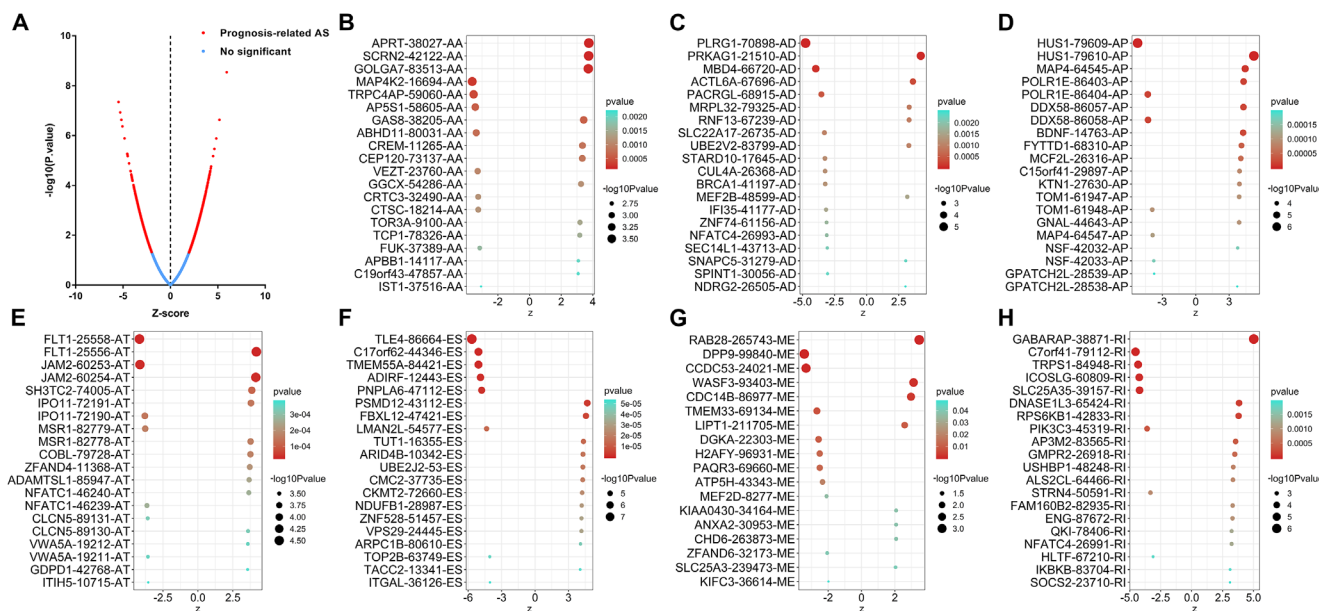 A
Prognosis-related AS
No significant
-log10(P.value)
10
8
6
4
2
0
-10
-5
0
5
10
Z-score
B
APRT-38027-AA
SCRN2-42122-AA
GOLGA7-83513-AA
MAP4K2-16694-AA
TRPC4AP-59060-AA
AP5S1-58605-AA
GAS8-38205-AA
ABHD11-80031-AA
CREM-11265-AA
CEP120-73137-AA
VEZT-23760-AA
GGCX-54286-AA
CRTC3-32490-AA
CTSC-18214-AA
TOR3A-9100-AA
TCP1-78326-AA
FUK-37389-AA
APBB1-14117-AA
C19orf43-47857-AA
IST1-37516-AA
-4 -3 -2 -1 0 1 2 3 4
z
pvalue
0.0020
0.0015
0.0010
0.0005
-log10Pvalue
2.75
3.00
3.25
3.50
C
PLRG1-70898-AD
PRKAG1-21510-AD
MBD4-66720-AD
ACTL6A-67696-AD
PACRGL-68915-AD
MRPL32-79325-AD
RNF13-67239-AD
SLC22A17-26735-AD
UBE2V2-83799-AD
STARD10-17645-AD
CUL4A-26368-AD
BRCA1-41197-AD
MEF2B-48599-AD
IFI35-41177-AD
ZNF74-61156-AD
NFATC4-26993-AD
SEC14L1-43713-AD
SNAPC5-31279-AD
SPINT1-30056-AD
NDRG2-26505-AD
-5.0 -2.5 0.0 2.5
z
pvalue
0.0020
0.0015
0.0010
0.0005
-log10Pvalue
3
4
5
D
HUS1-79609-AP
HUS1-79610-AP
MAP4-64545-AP
POLR1E-86403-AP
POLR1E-86404-AP
DDX58-86057-AP
DDX58-86058-AP
BDNF-14763-AP
FYTTD1-68310-AP
MCF2L-26316-AP
C15orf41-29897-AP
KTN1-27630-AP
TOM1-61947-AP
TOM1-61948-AP
GNAL-44643-AP
MAP4-64547-AP
NSF-42032-AP
NSF-42033-AP
GPATCH2L-28539-AP
GPATCH2L-28538-AP
-3 0 3
z
pvalue
0.00015
0.00010
0.00005
-log10Pvalue
4
5
6
E
FLT1-25558-AT
FLT1-25556-AT
JAM2-60253-AT
JAM2-60254-AT
SH3TC2-74005-AT
IPO11-72191-AT
IPO11-72190-AT
MSR1-82779-AT
MSR1-82778-AT
COBL-79728-AT
ZFAND4-11368-AT
ADAMTSL1-85947-AT
NFATC1-46240-AT
NFATC1-46239-AT
CLCN5-89131-AT
CLCN5-89130-AT
VWA5A-19212-AT
VWA5A-19211-AT
GDPD1-42768-AT
ITIH5-10715-AT
-2.5 0.0 2.5
z
pvalue
3e-04
2e-04
1e-04
-log10Pvalue
3.50
3.75
4.00
4.25
4.50
F
TLE4-86664-ES
C17orf62-44346-ES
TMEM55A-84421-ES
ADIRF-12443-ES
PNPLA6-47112-ES
PSMD12-43112-ES
FBXL12-47421-ES
LMAN2L-54577-ES
TUT1-16355-ES
ARID4B-10342-ES
UBE2J2-53-ES
CMC2-37735-ES
CKMT2-72660-ES
NDUFB1-28987-ES
ZNF528-51457-ES
VPS29-24445-ES
ARPC1B-80610-ES
TOP2B-63749-ES
TACC2-13341-ES
ITGAL-36126-ES
-6 -3 0 3
z
pvalue
5e-05
4e-05
3e-05
2e-05
1e-05
-log10Pvalue
5
6
7
G
RAB28-265743-ME
DPP9-99840-ME
CCDC53-24021-ME
WASF3-93403-ME
CDC14B-86977-ME
TMEM33-69134-ME
LIPT1-211705-ME
DGKA-22303-ME
H2AFY-96931-ME
PAQR3-69660-ME
ATP5H-43343-ME
MEF2D-8277-ME
KIAA0430-34164-ME
ANXA2-30953-ME
CHD6-263873-ME
ZFAND6-32173-ME
SLC25A3-239473-ME
KIFC3-36614-ME
-2 0 2
z
pvalue
0.04
0.03
0.02
0.01
-log10Pvalue
1.5
2.0
2.5
3.0
H
GABARAP-38871-RI
C7orf41-79112-RI
TRPS1-84948-RI
ICOSLG-60809-RI
SLC25A35-39157-RI
DNASE1L3-65424-RI
RPS6KB1-42833-RI
PIK3C3-45319-RI
AP3M2-83565-RI
GMPR2-26918-RI
USHBP1-48248-RI
ALS2CL-64466-RI
STRN4-50591-RI
FAM160B2-82935-RI
ENG-87672-RI
QKI-78406-RI
NFATC4-26991-RI
HLTF-67210-RI
IKBKB-83704-RI
SOCS2-23710-RI
-5.0 -2.5 0.0 2.5 5.0
z
pvalue
0.0015
0.0010
0.0005
-log10Pvalue
3
4
5
6